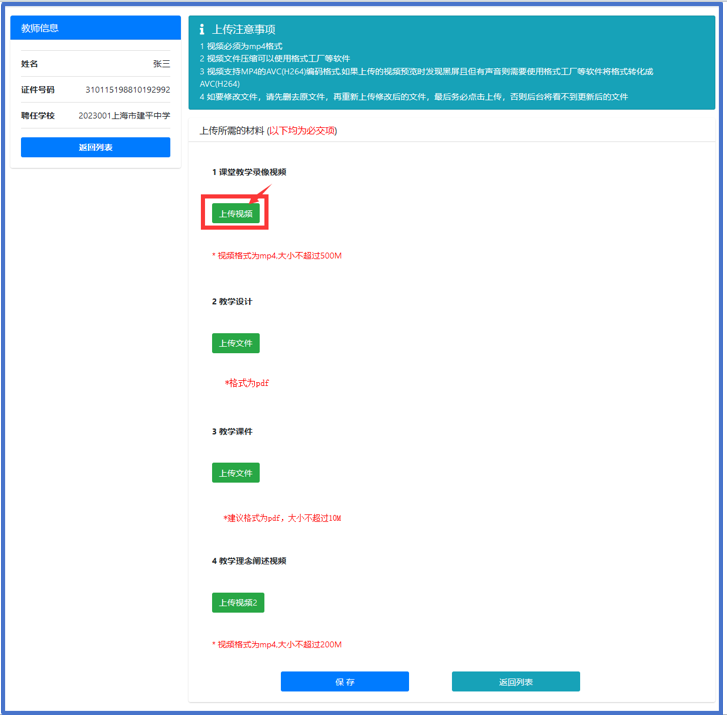 教师信息
姓名 张三
证件号码 310115198810192992
聘任学校 2023001上海市建平中学
返回列表
上传注意事项
1 视频必须为mp4格式
2 视频文件压缩可以使用格式工厂等软件
3 视频支持MP4的AVC(H264)编码格式,如果上传的视频预览时发现黑屏且但有声音则需要使用格式工厂等软件将格式转化成
AVC(H264)
4 如要修改文件，请先删去原文件，再重新上传修改后的文件，最后务必点击上传，否则后台将看不到更新后的文件
上传所需的材料 (以下均为必交项)
1 课堂教学录像视频
上传视频
* 视频格式为mp4,大小不超过500M
2 教学设计
上传文件
*格式为pdf
3 教学课件
上传文件
*建议格式为pdf，大小不超过10M
4 教学理念阐述视频
上传视频2
* 视频格式为mp4,大小不超过200M
保 存
返回列表